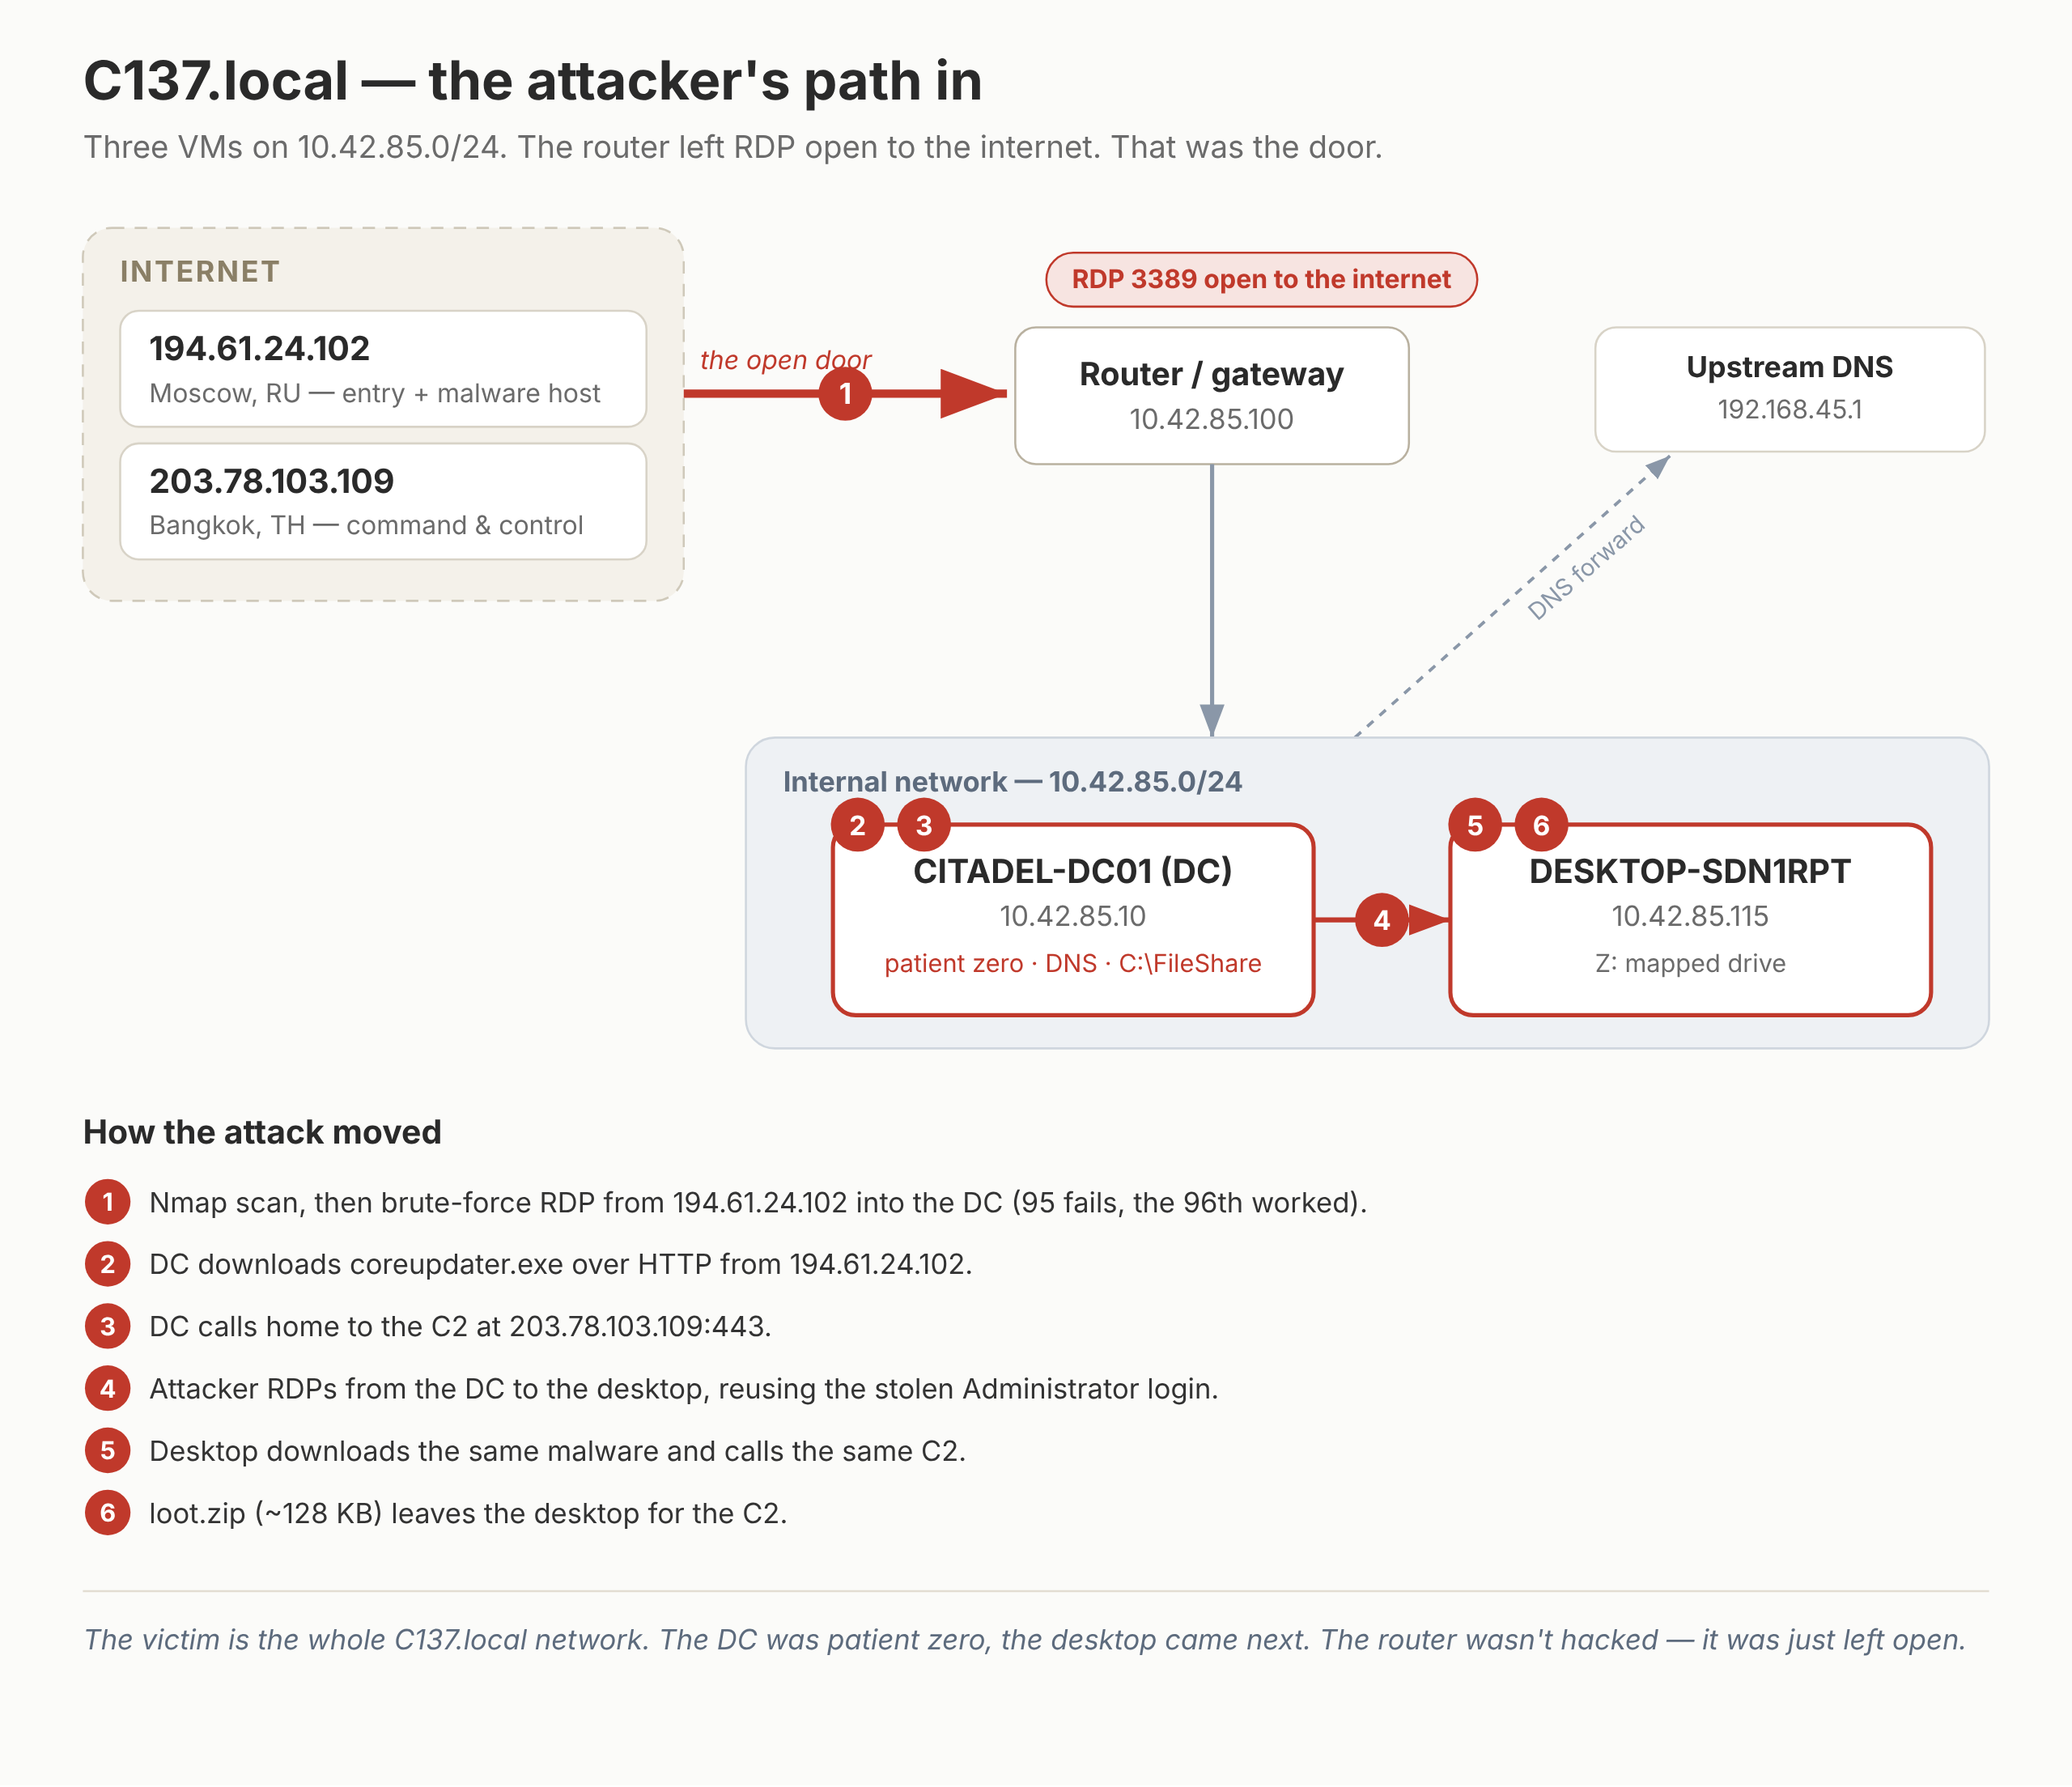 C137.local — the attacker's path in
Three VMs on 10.42.85.0/24. The router left RDP open to the internet. That was the door.
INTERNET
194.61.24.102
Moscow, RU — entry + malware host
203.78.103.109
Bangkok, TH — command & control
the open door
1
RDP 3389 open to the internet
Router / gateway
10.42.85.100
Upstream DNS
192.168.45.1
DNS forward
Internal network — 10.42.85.0/24
2
3
CITADEL-DC01 (DC)
10.42.85.10
patient zero · DNS · C:\FileShare
4
5
6
DESKTOP-SDN1RPT
10.42.85.115
Z: mapped drive
How the attack moved
1 Nmap scan, then brute-force RDP from 194.61.24.102 into the DC (95 fails, the 96th worked).
2 DC downloads coreupdater.exe over HTTP from 194.61.24.102.
3 DC calls home to the C2 at 203.78.103.109:443.
4 Attacker RDPs from the DC to the desktop, reusing the stolen Administrator login.
5 Desktop downloads the same malware and calls the same C2.
6 loot.zip (~128 KB) leaves the desktop for the C2.
The victim is the whole C137.local network. The DC was patient zero, the desktop came next. The router wasn't hacked — it was just left open.